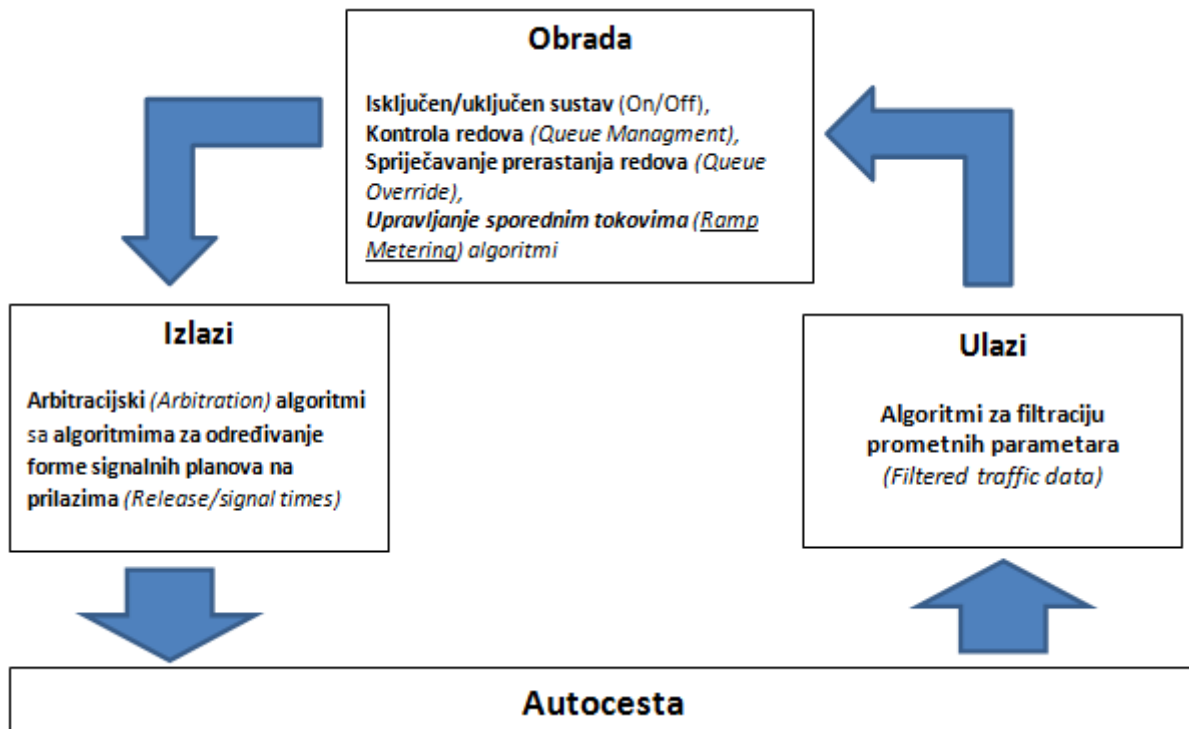 Obrada
Isključen/uključen sustav (On/Off),
Kontrola redova (Queue Managment),
Spriječavanje prerastanja redova (Queue
Override),
Upravljanje sporednim tokovima (Ramp
Metering) algoritmi
Izlazi
Arbitracijski (Arbitration) algoritmi
sa algoritmima za određivanje
forme signalnih planova na
prilazima (Release/signal times)
Ulazi
Algoritmi za filtraciju
prometnih parametara
(Filtered traffic data)
Autocesta